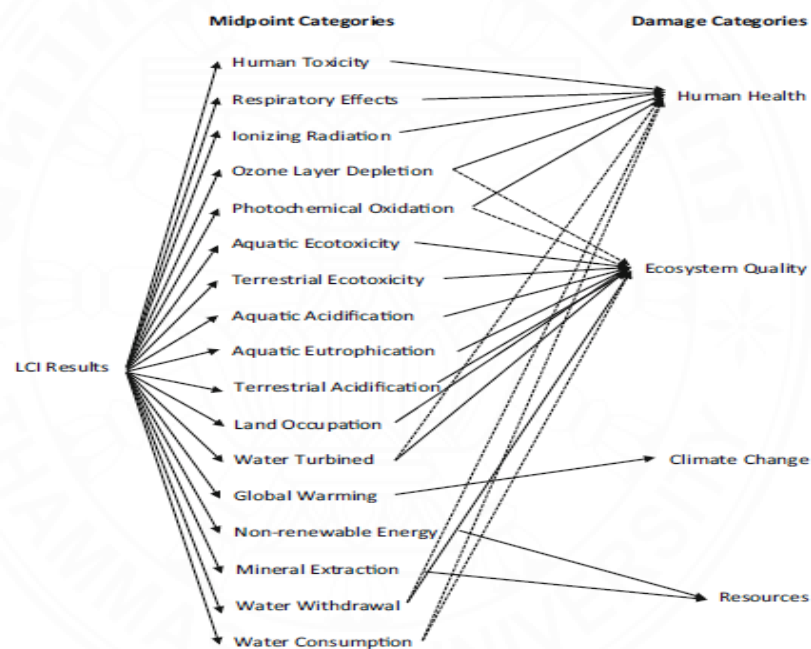 Midpoint Categories
Damage Categories
Human Toxicity
Respiratory Effects
Human Health
Ionizing Radiation
Ozone Layer Depletion
Photochemical Oxidation
Aquatic Ecotoxicity
Ecosystem Quality
Terrestrial Ecotoxicity
Aquatic Acidification
Aquatic Eutrophication
LCI Results
Terrestrial Acidification
Land Occupation
Water Turbined
Climate Change
Global Warming
Non-renewable Energy
Mineral Extraction
Resources
Water Withdrawal
Water Consumption